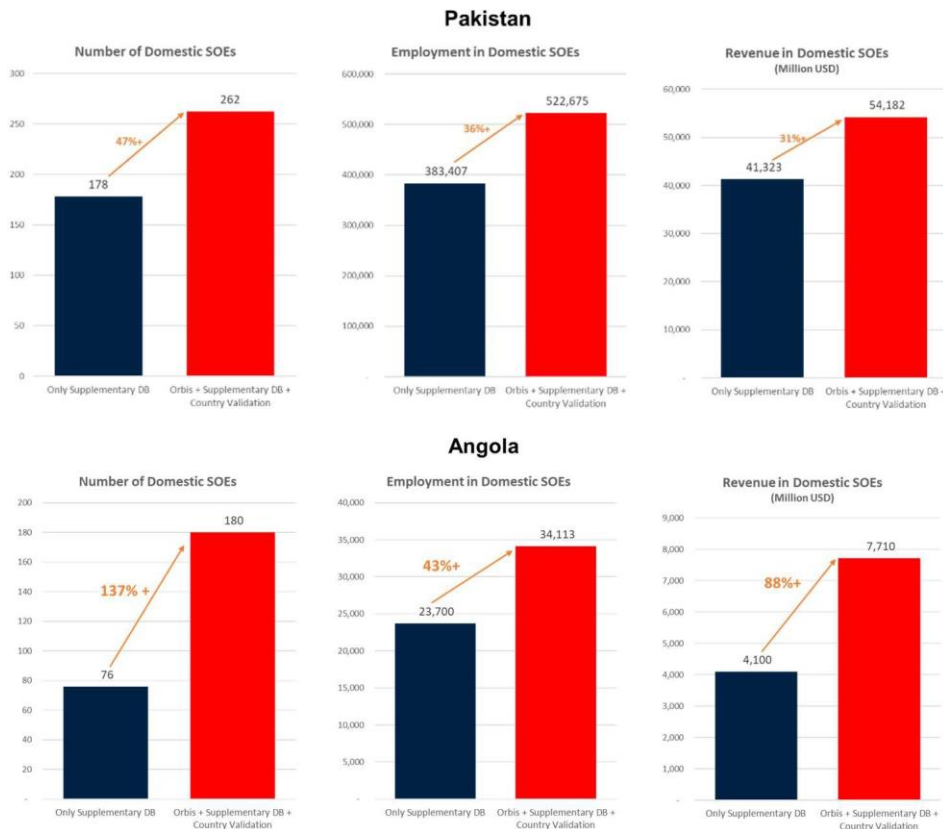 Pakistan
Number of Domestic SOEs
300
250
200
150
100
50
0
178
47%+
262
Only Supplementary DB
Orbis + Supplementary DB +
Country Validation
Employment in Domestic SOEs
600,000
500,000
400,000
300,000
200,000
100,000
-
383,407
36%+
522,675
Only Supplementary DB
Orbis + Supplementary DB +
Country Validation
Revenue in Domestic SOEs
(Million USD)
60,000
50,000
40,000
30,000
20,000
10,000
-
41,323
31%+
54,182
Only Supplementary DB
Orbis + Supplementary DB +
Country Validation
Angola
Number of Domestic SOEs
200
180
160
140
120
100
80
60
40
20
-
76
137% +
180
Only Supplementary DB
Orbis + Supplementary DB +
Country Validation
Employment in Domestic SOEs
40,000
35,000
30,000
25,000
20,000
15,000
10,000
5,000
-
23,700
43%+
34,113
Only Supplementary DB
Orbis + Supplementary DB +
Country Validation
Revenue in Domestic SOEs
(Million USD)
9,000
8,000
7,000
6,000
5,000
4,000
3,000
2,000
1,000
-
4,100
88%+
7,710
Only Supplementary DB
Orbis + Supplementary DB +
Country Validation